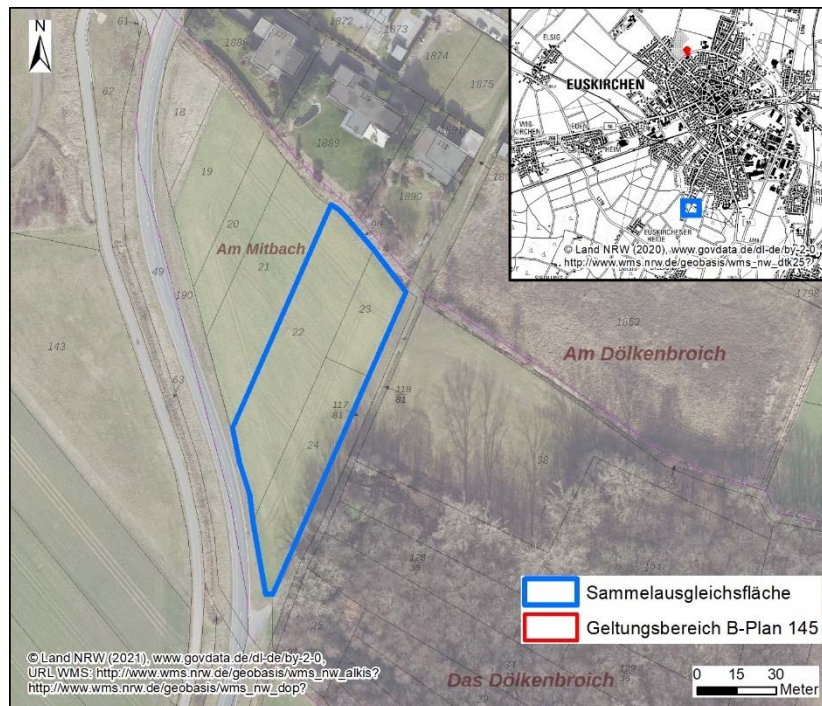 N
61
62
18
19
20
21
22
23
24
49
190
143
63
1872
1873
1874
1875
1889
1890
Am Mitbach
117
81
118
81
38
93
Am Dölkenbroich
Das Dölkenbroich
ELSIG
EUSKIRCHEN
EUSKIRCHENER
HEIDE
© Land NRW (2020), www.govdata.de/dl-de/by-2-0
http://www.wms.nrw.de/geobasis/wms_nw_dtk25?
Sammelausgleichsfläche
Geltungsbereich B-Plan 145
© Land NRW (2021), www.govdata.de/dl-de/by-2-0,
URL WMS: http://www.wms.nrw.de/geobasis/wms_nw_alkis?
http://www.wms.nrw.de/geobasis/wms_nw_dop?
0 15 30
Meter